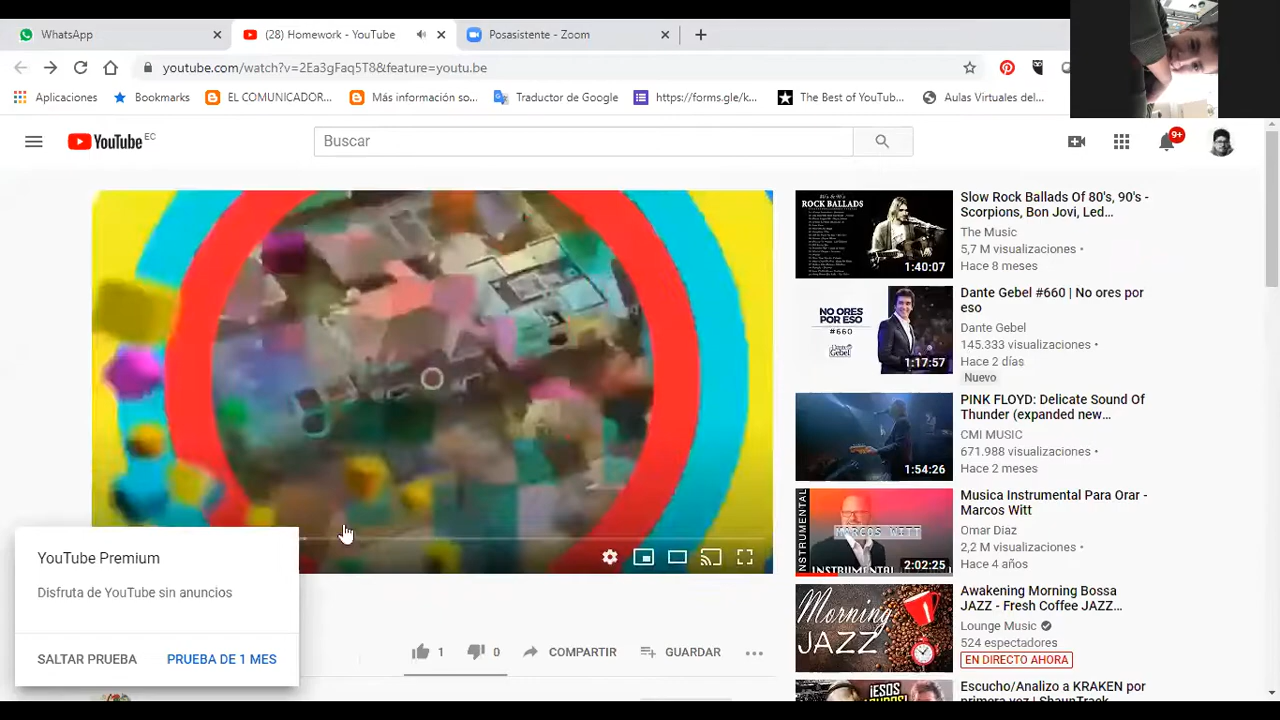 WhatsApp
(28) Homework - YouTube
Posasistente - Zoom
youtube.com/watch?v=2Ea3gFaq5T8&feature=youtu.be
Aplicaciones
Bookmarks
EL COMUNICADOR...
Más información so...
Traductor de Google
https://forms.gle/k...
The Best of YouTub...
Aulas Virtuales del...
YouTube EC
Buscar
9+
ROCK BALLADS
1:40:07
Slow Rock Ballads Of 80's, 90's -
Scorpions, Bon Jovi, Led...
The Music
5,7 M visualizaciones •
Hace 8 meses
NO ORES
POR ESO
#660
1:17:57
Dante Gebel #660 | No ores por
eso
Dante Gebel
145.333 visualizaciones •
Hace 2 días
Nuevo
1:54:26
PINK FLOYD: Delicate Sound Of
Thunder (expanded new...
CMI MUSIC
671.988 visualizaciones •
Hace 2 meses
INSTRUMENTAL
MARCOS WITT
INSTRUMENTAL
2:02:25
Musica Instrumental Para Orar -
Marcos Witt
Omar Diaz
2,2 M visualizaciones •
Hace 4 años
Morning
JAZZ
Awakening Morning Bossa
JAZZ - Fresh Coffee JAZZ...
Lounge Music
524 espectadores
EN DIRECTO AHORA
¡ESOS
Escucho/Analizo a KRAKEN por
primera vez | ShaunTrack
YouTube Premium
Disfruta de YouTube sin anuncios
SALTAR PRUEBA
PRUEBA DE 1 MES
1
0
COMPARTIR
GUARDAR